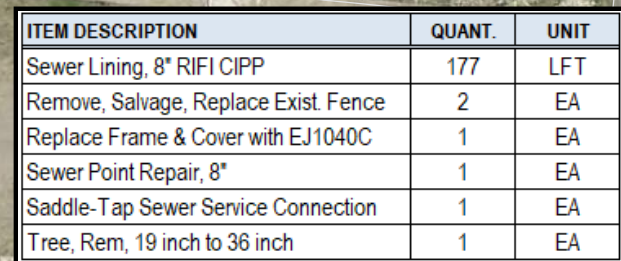 ITEM DESCRIPTION QUANT. UNIT
Sewer Lining, 8" RIFI CIPP 177 LFT
Remove, Salvage, Replace Exist. Fence 2 EA
Replace Frame & Cover with EJ1040C 1 EA
Sewer Point Repair, 8" 1 EA
Saddle-Tap Sewer Service Connection 1 EA
Tree, Rem, 19 inch to 36 inch 1 EA